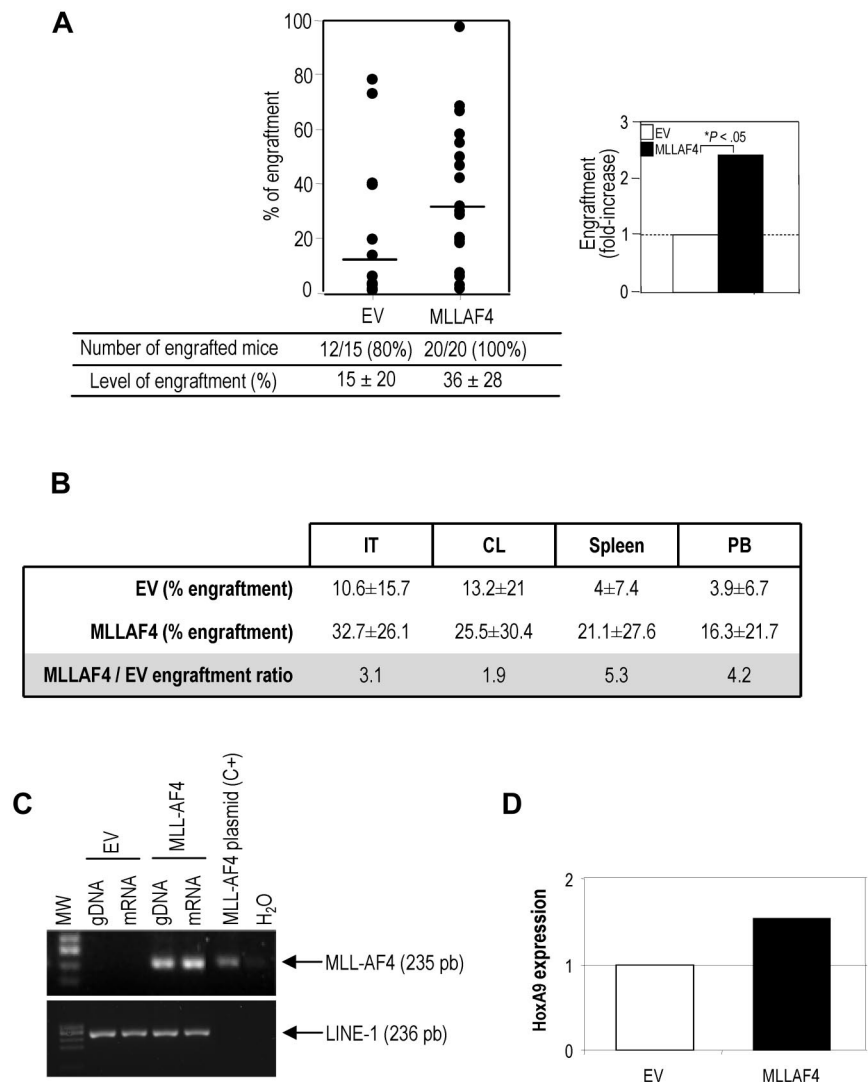 A
100
80
60
40
20
0
% of engraftment
EV
MLLAF4
3
2
1
0
Engraftment
(fold-increase)
EV
MLLAF4
*P < .05
Number of engrafted mice 12/15 (80%) 20/20 (100%)
Level of engraftment (%) 15 ± 20 36 ± 28
B
IT CL Spleen PB
EV (% engraftment) 10.6±15.7 13.2±21 4±7.4 3.9±6.7
MLLAF4 (% engraftment) 32.7±26.1 25.5±30.4 21.1±27.6 16.3±21.7
MLLAF4 / EV engraftment ratio 3.1 1.9 5.3 4.2
C
EV
MLL-AF4
MW
gDNA
mRNA
gDNA
mRNA
MLL-AF4 plasmid (C+)
H₂O
MLL-AF4 (235 pb)
LINE-1 (236 pb)
D
2
1
0
HoxA9 expression
EV
MLLAF4